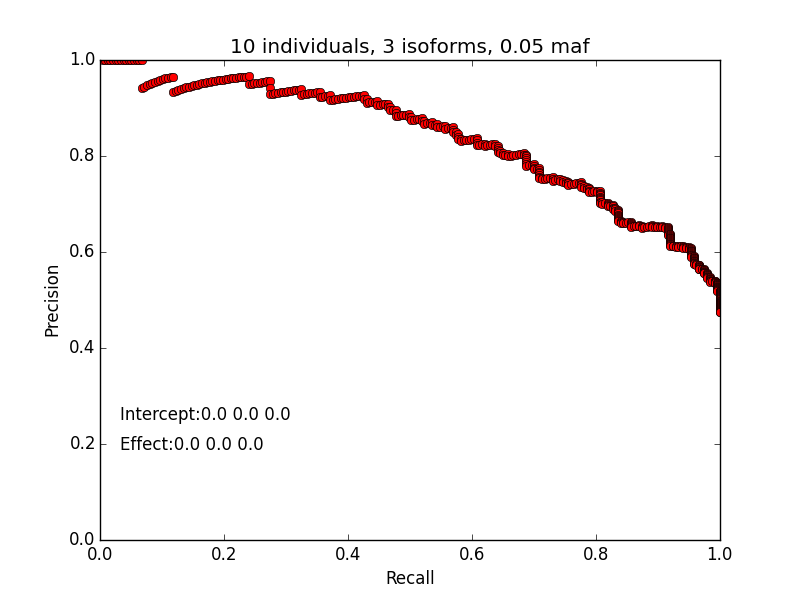 10 individuals, 3 isoforms, 0.05 maf
1.0
0.8
0.6
0.4
0.2
0.0
Precision
Intercept:0.0 0.0 0.0
Effect:0.0 0.0 0.0
0.0 0.2 0.4 0.6 0.8 1.0
Recall